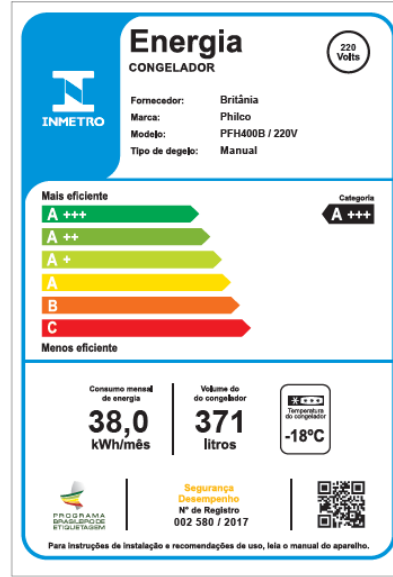 Energia
CONGELADOR
220
Volts
INMETRO
Fornecedor: Britânia
Marca: Philco
Modelo: PFH400B / 220V
Tipo de degelo: Manual
Mais eficiente
Categoria
A +++
A +++
A ++
A +
A
B
C
Menos eficiente
Consumo mensal
de energia
38,0
kWh/mês
Volume do
do congelador
371
litros
Temperatura
do congelador
-18ºC
PROGRAMA
BRASILEIRO DE
ETIQUETAGEM
Segurança
Desempenho
Nº de Registro
002 580 / 2017
Para instruções de instalação e recomendações de uso, leia o manual do aparelho.